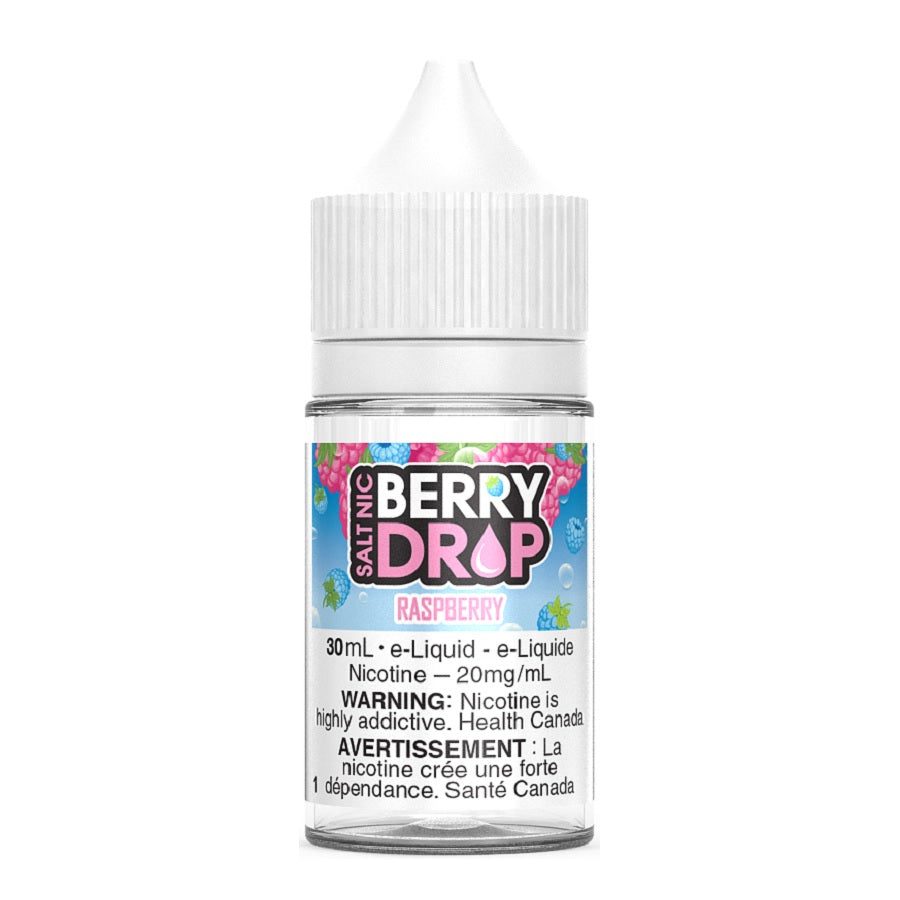 SALT NIC
BERRY
DROP
RASPBERRY
30mL • e-Liquid - e-Liquide
Nicotine — 20mg/mL
WARNING: Nicotine is
highly addictive. Health Canada
AVERTISSEMENT : La
nicotine crée une forte
1 dépendance. Santé Canada